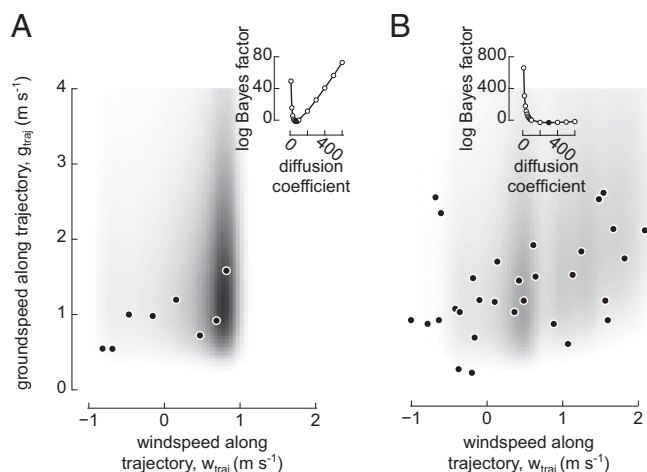 A
B
80
40
0
log Bayes factor
0
400
diffusion
coefficient
800
400
0
log Bayes factor
0
400
diffusion
coefficient
4
3
2
1
0
groundspeed along trajectory, g_traj (m s⁻¹)
−1
0
1
2
windspeed along
trajectory, w_traj (m s⁻¹)
−1
0
1
2
windspeed along
trajectory, w_traj (m s⁻¹)